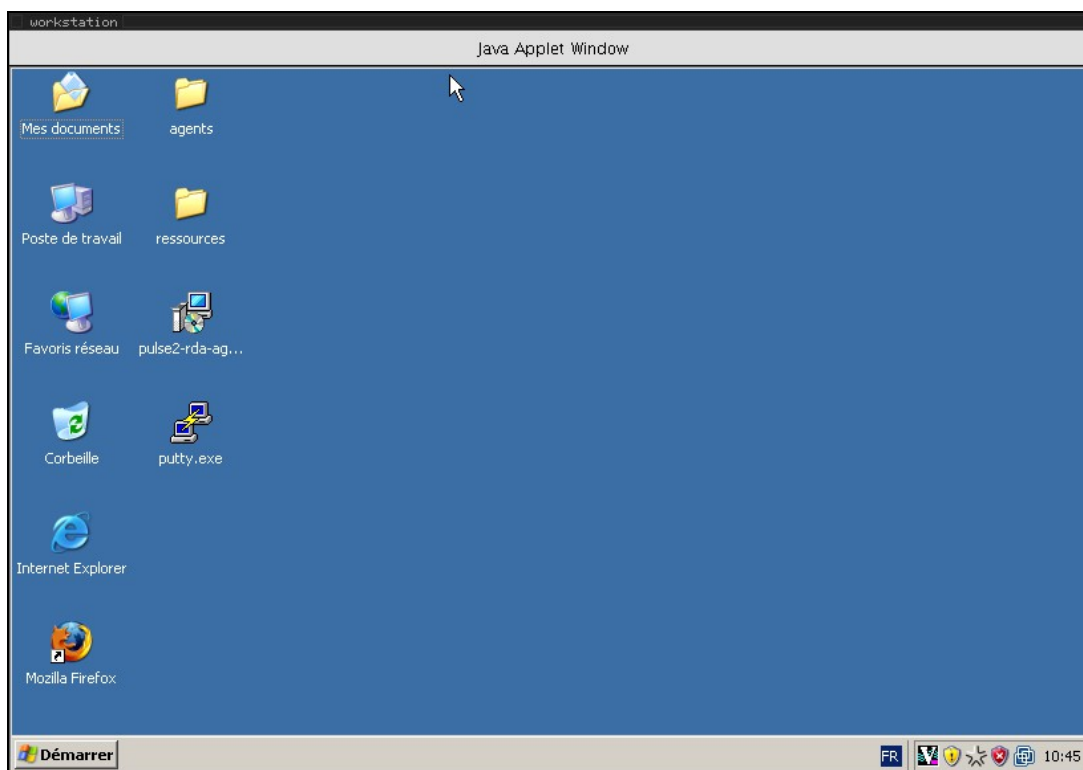 workstation
Java Applet Window
Mes documents
agents
Poste de travail
ressources
Favoris réseau
pulse2-rda-ag...
Corbeille
putty.exe
Internet Explorer
Mozilla Firefox
Démarrer
FR
10:45